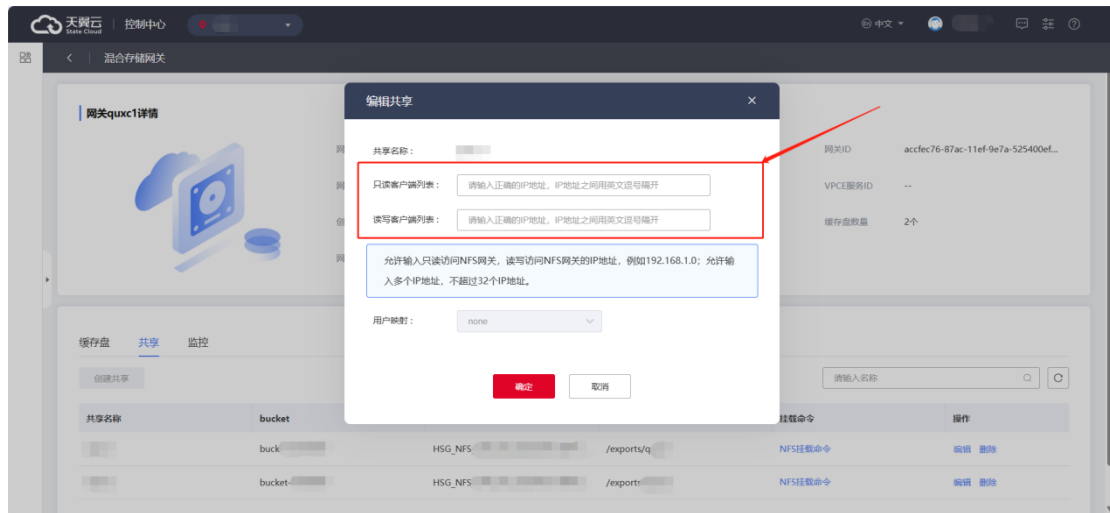 天翼云
State Cloud
控制中心
中文
混合存储网关
网关quxc1详情
网关ID accfec76-87ac-11ef-9e7a-525400ef...
VPCE服务ID --
缓存盘数量 2个
编辑共享
共享名称：
只读客户端列表： 请输入正确的IP地址，IP地址之间用英文逗号隔开
读写客户端列表： 请输入正确的IP地址，IP地址之间用英文逗号隔开
允许输入只读访问NFS网关，读写访问NFS网关的IP地址，例如192.168.1.0；允许输
入多个IP地址，不超过32个IP地址。
用户映射： none
确定 取消
缓存盘 共享 监控
创建共享 请输入名称
共享名称 bucket 挂载命令 操作
buck HSG_NFS /exports/q NFS挂载命令 编辑 删除
bucket- HSG_NFS /exports NFS挂载命令 编辑 删除